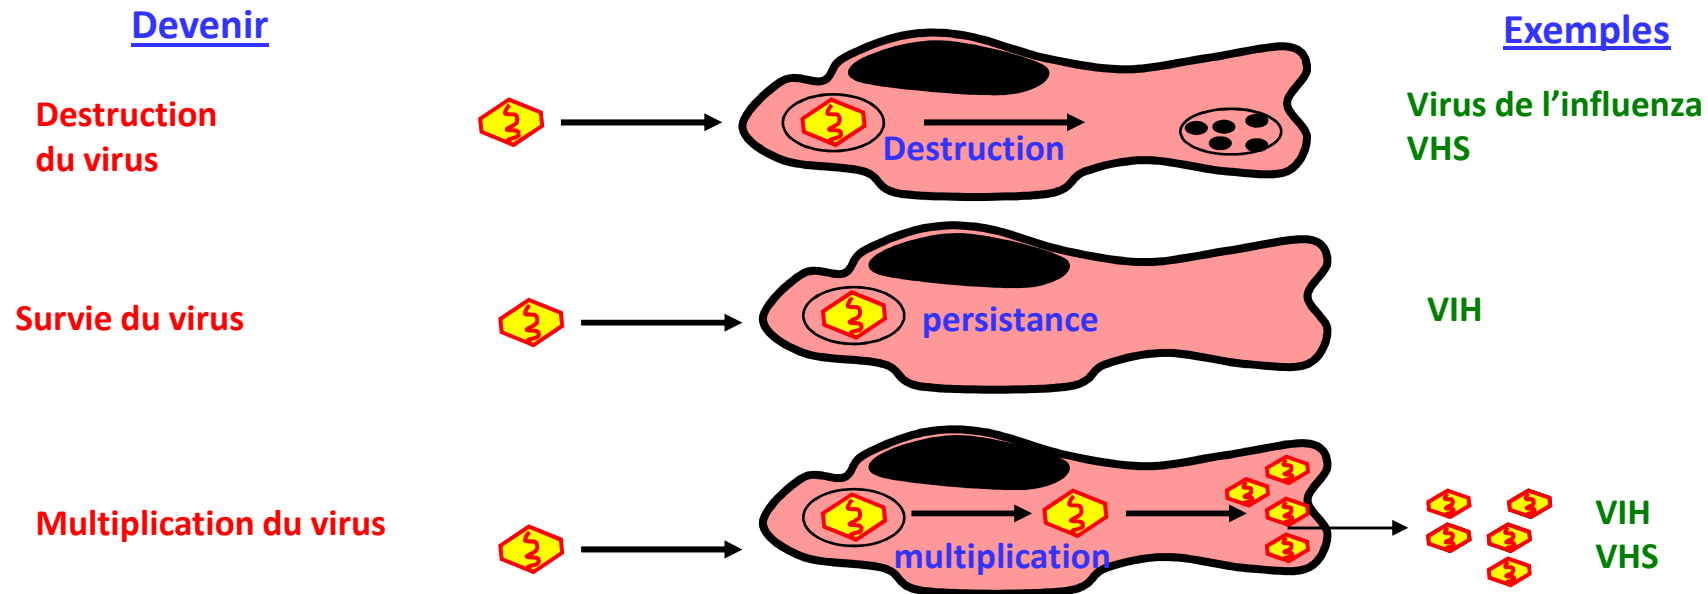 Devenir
Exemples
Destruction
du virus
Destruction
Virus de l’influenza
VHS
Survie du virus
persistance
VIH
Multiplication du virus
multiplication
VIH
VHS